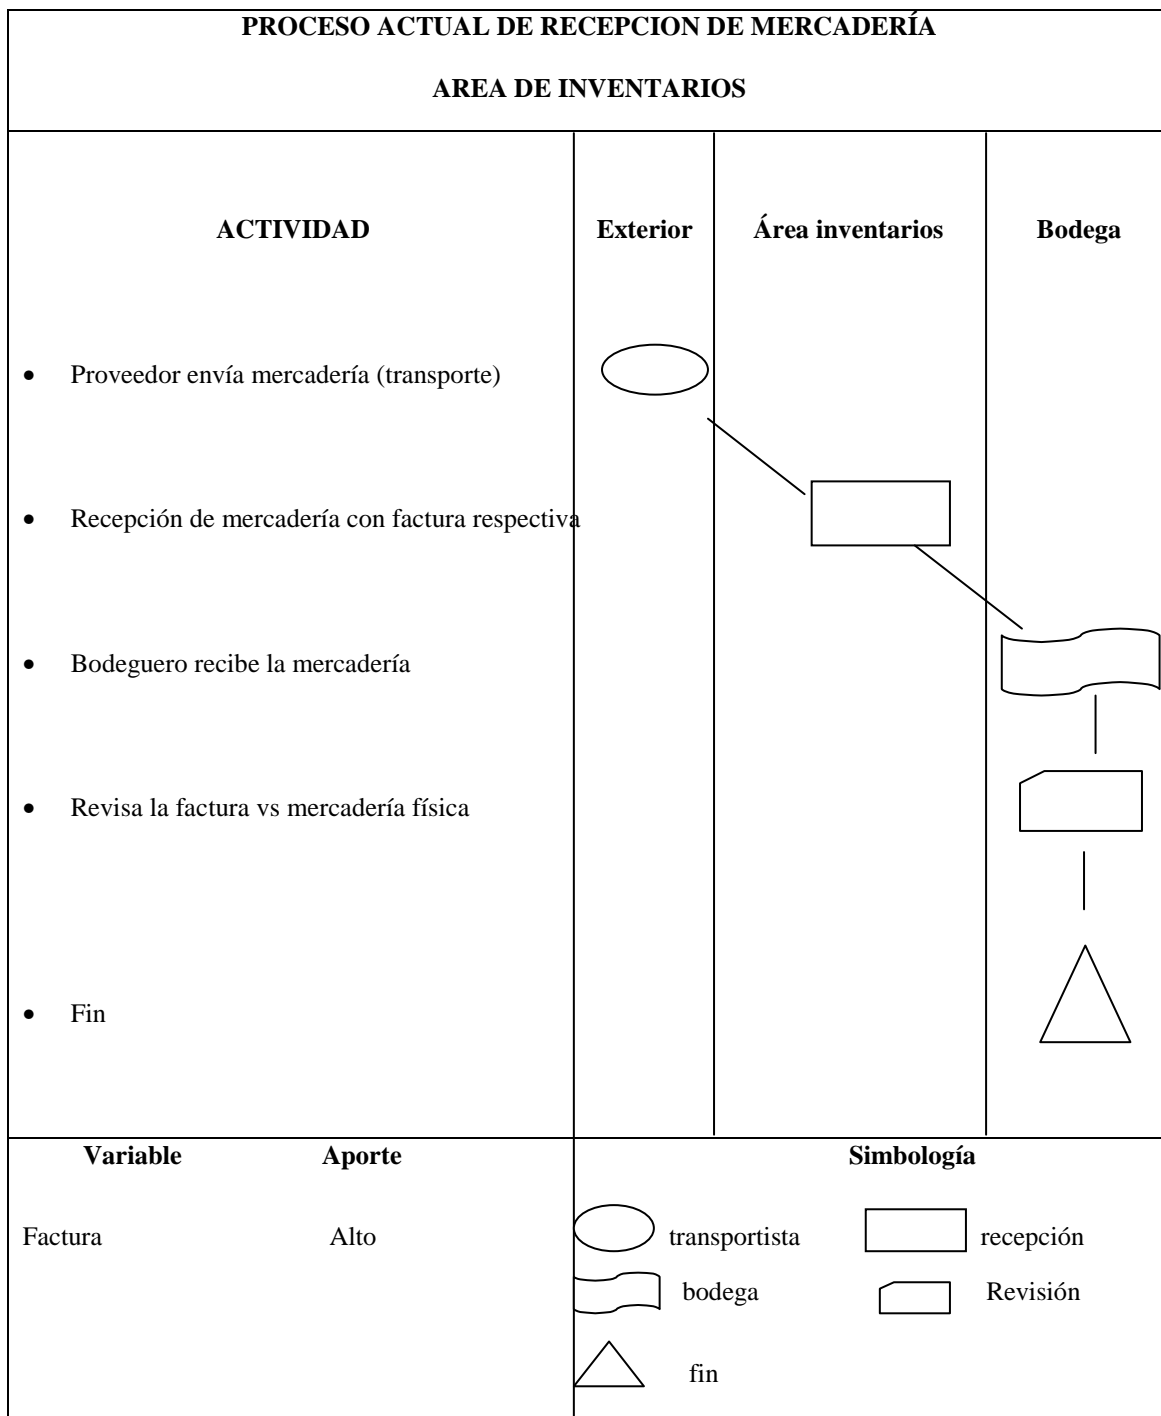 PROCESO ACTUAL DE RECEPCION DE MERCADERÍA
AREA DE INVENTARIOS
ACTIVIDAD Exterior Área inventarios Bodega
• Proveedor envía mercadería (transporte)
• Recepción de mercadería con factura respectiva
• Bodeguero recibe la mercadería
• Revisa la factura vs mercadería física
• Fin
Variable Aporte Simbología
Factura Alto transportista recepción
bodega Revisión
fin